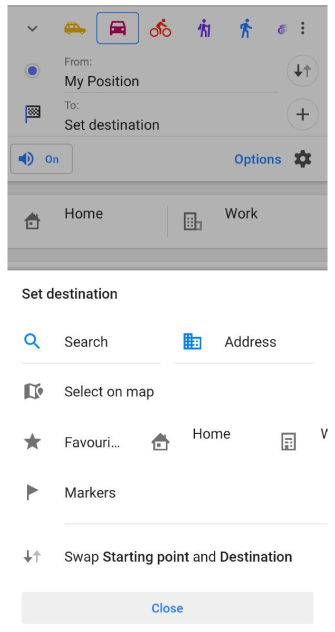 From:
My Position
To:
Set destination
On
Options
Home
Work
Set destination
Search
Address
Select on map
Favouri...
Home
Markers
Swap Starting point and Destination
Close